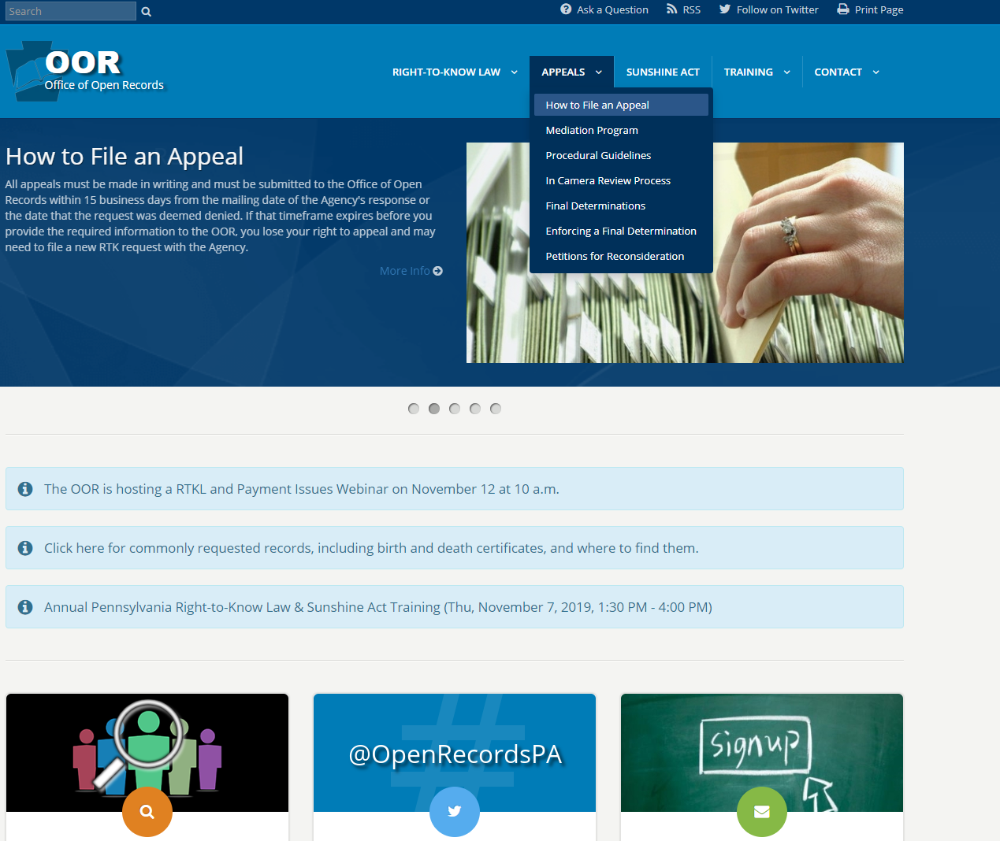 Search
Ask a Question
RSS
Follow on Twitter
Print Page
OOR
Office of Open Records
RIGHT-TO-KNOW LAW
APPEALS
SUNSHINE ACT
TRAINING
CONTACT
How to File an Appeal
Mediation Program
Procedural Guidelines
In Camera Review Process
Final Determinations
Enforcing a Final Determination
Petitions for Reconsideration
How to File an Appeal
All appeals must be made in writing and must be submitted to the Office of Open
Records within 15 business days from the mailing date of the Agency's response or
the date that the request was deemed denied. If that timeframe expires before you
provide the required information to the OOR, you lose your right to appeal and may
need to file a new RTK request with the Agency.
More Info
The OOR is hosting a RTKL and Payment Issues Webinar on November 12 at 10 a.m.
Click here for commonly requested records, including birth and death certificates, and where to find them.
Annual Pennsylvania Right-to-Know Law & Sunshine Act Training (Thu, November 7, 2019, 1:30 PM - 4:00 PM)
#
@OpenRecordsPA
signup